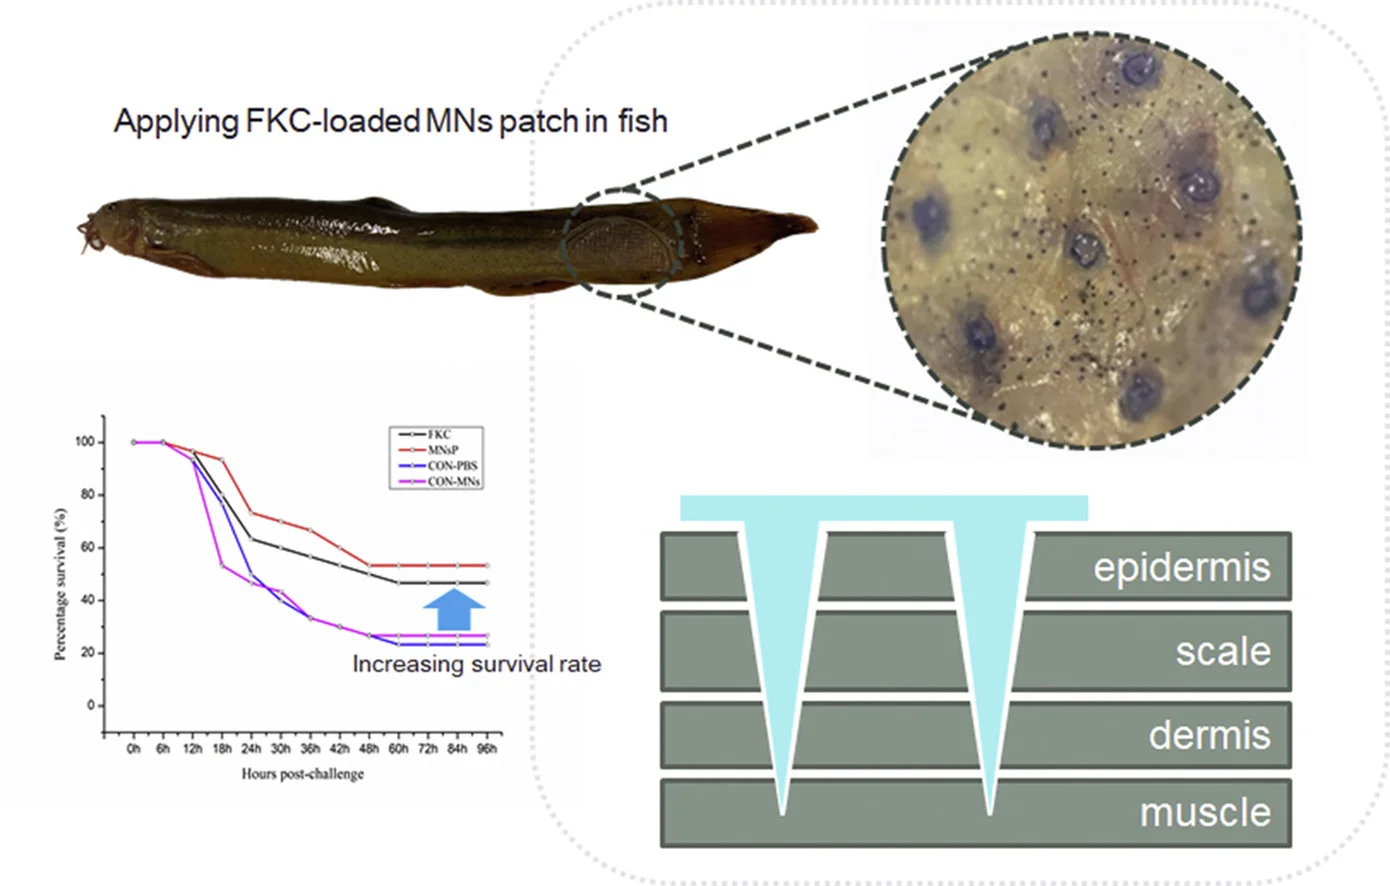 Applying FKC-loaded MNs patch in fish
FKC
MNsP
CON-PBS
CON-MNs
Percentage survival (%)
100
80
60
40
20
0
Increasing survival rate
0h 6h 12h 18h 24h 30h 36h 42h 48h 60h 72h 84h 96h
Hours post-challenge
epidermis
scale
dermis
muscle